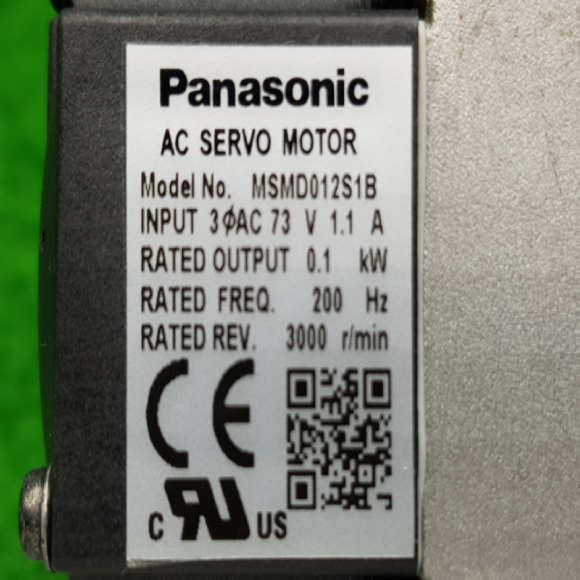 Panasonic
AC SERVO MOTOR
Model No. MSMD012S1B
INPUT 3ϕAC 73 V 1.1 A
RATED OUTPUT 0.1 kW
RATED FREQ. 200 Hz
RATED REV. 3000 r/min
CE
C RU US